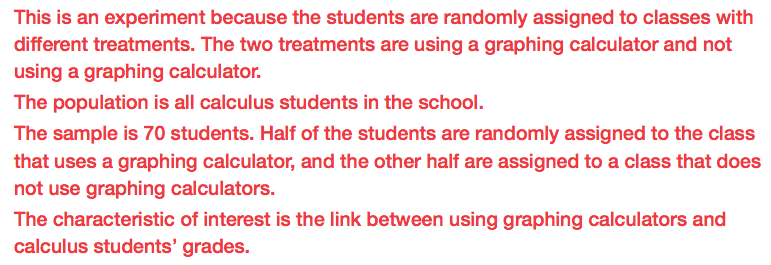 This is an experiment because the students are randomly assigned to classes with
different treatments. The two treatments are using a graphing calculator and not
using a graphing calculator.
The population is all calculus students in the school.
The sample is 70 students. Half of the students are randomly assigned to the class
that uses a graphing calculator, and the other half are assigned to a class that does
not use graphing calculators.
The characteristic of interest is the link between using graphing calculators and
calculus students’ grades.